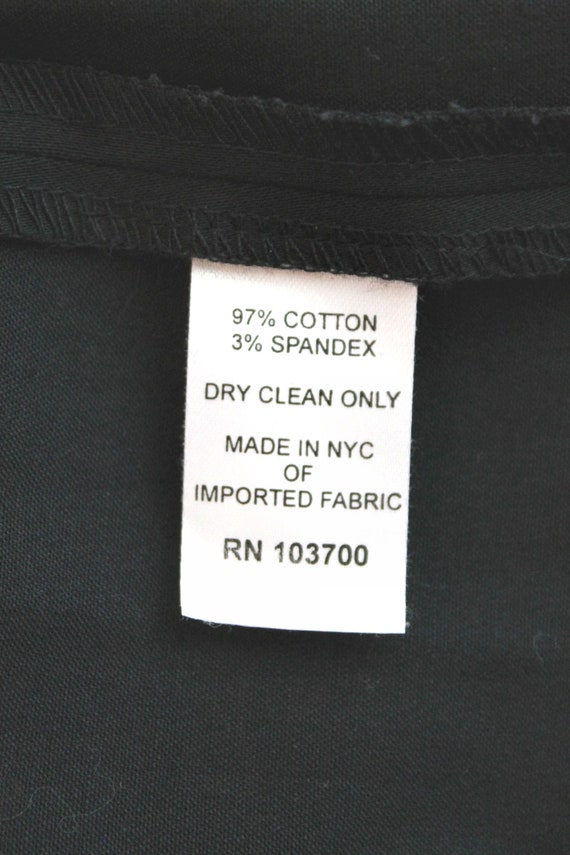 97% COTTON
3% SPANDEX
DRY CLEAN ONLY
MADE IN NYC
OF
IMPORTED FABRIC
RN 103700